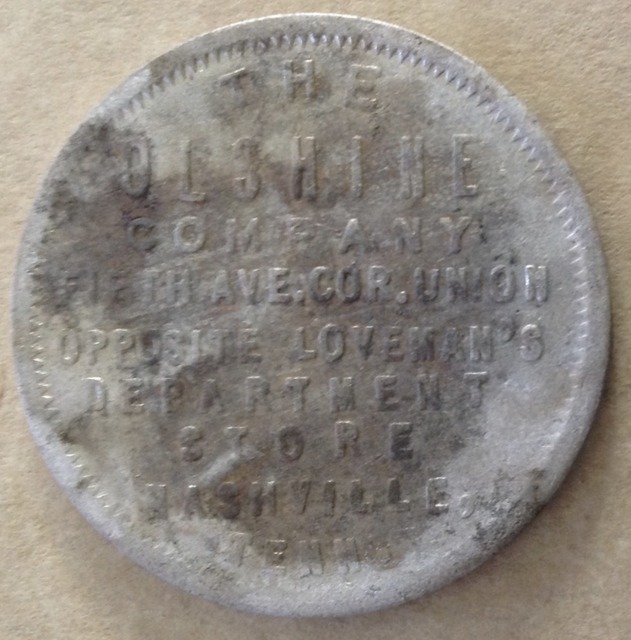 THE
OLSHINE
COMPANY
FIFTH AVE. COR. UNION
OPPOSITE LOVEMAN'S
DEPARTMENT
STORE
NASHVILLE,
TENN.